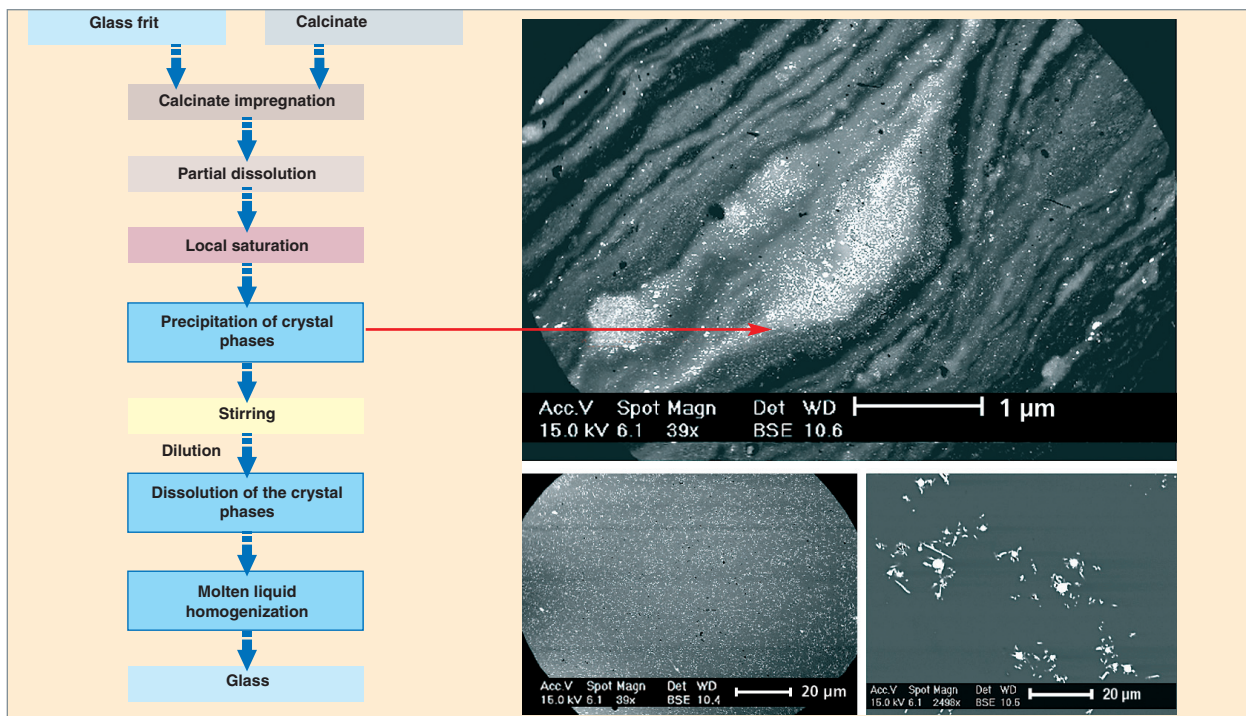 Glass frit
Calcinate
Calcinate impregnation
Partial dissolution
Local saturation
Precipitation of crystal
phases
Stirring
Dilution
Dissolution of the crystal
phases
Molten liquid
homogenization
Glass
Acc.V Spot Magn Det WD 1 µm
15.0 kV 6.1 39x BSE 10.6
Acc.V Spot Magn Det WD 20 µm
15.0 kV 6.1 39x BSE 10.4
Acc.V Spot Magn Det WD 20 µm
15.0 kV 6.1 2498x BSE 10.5